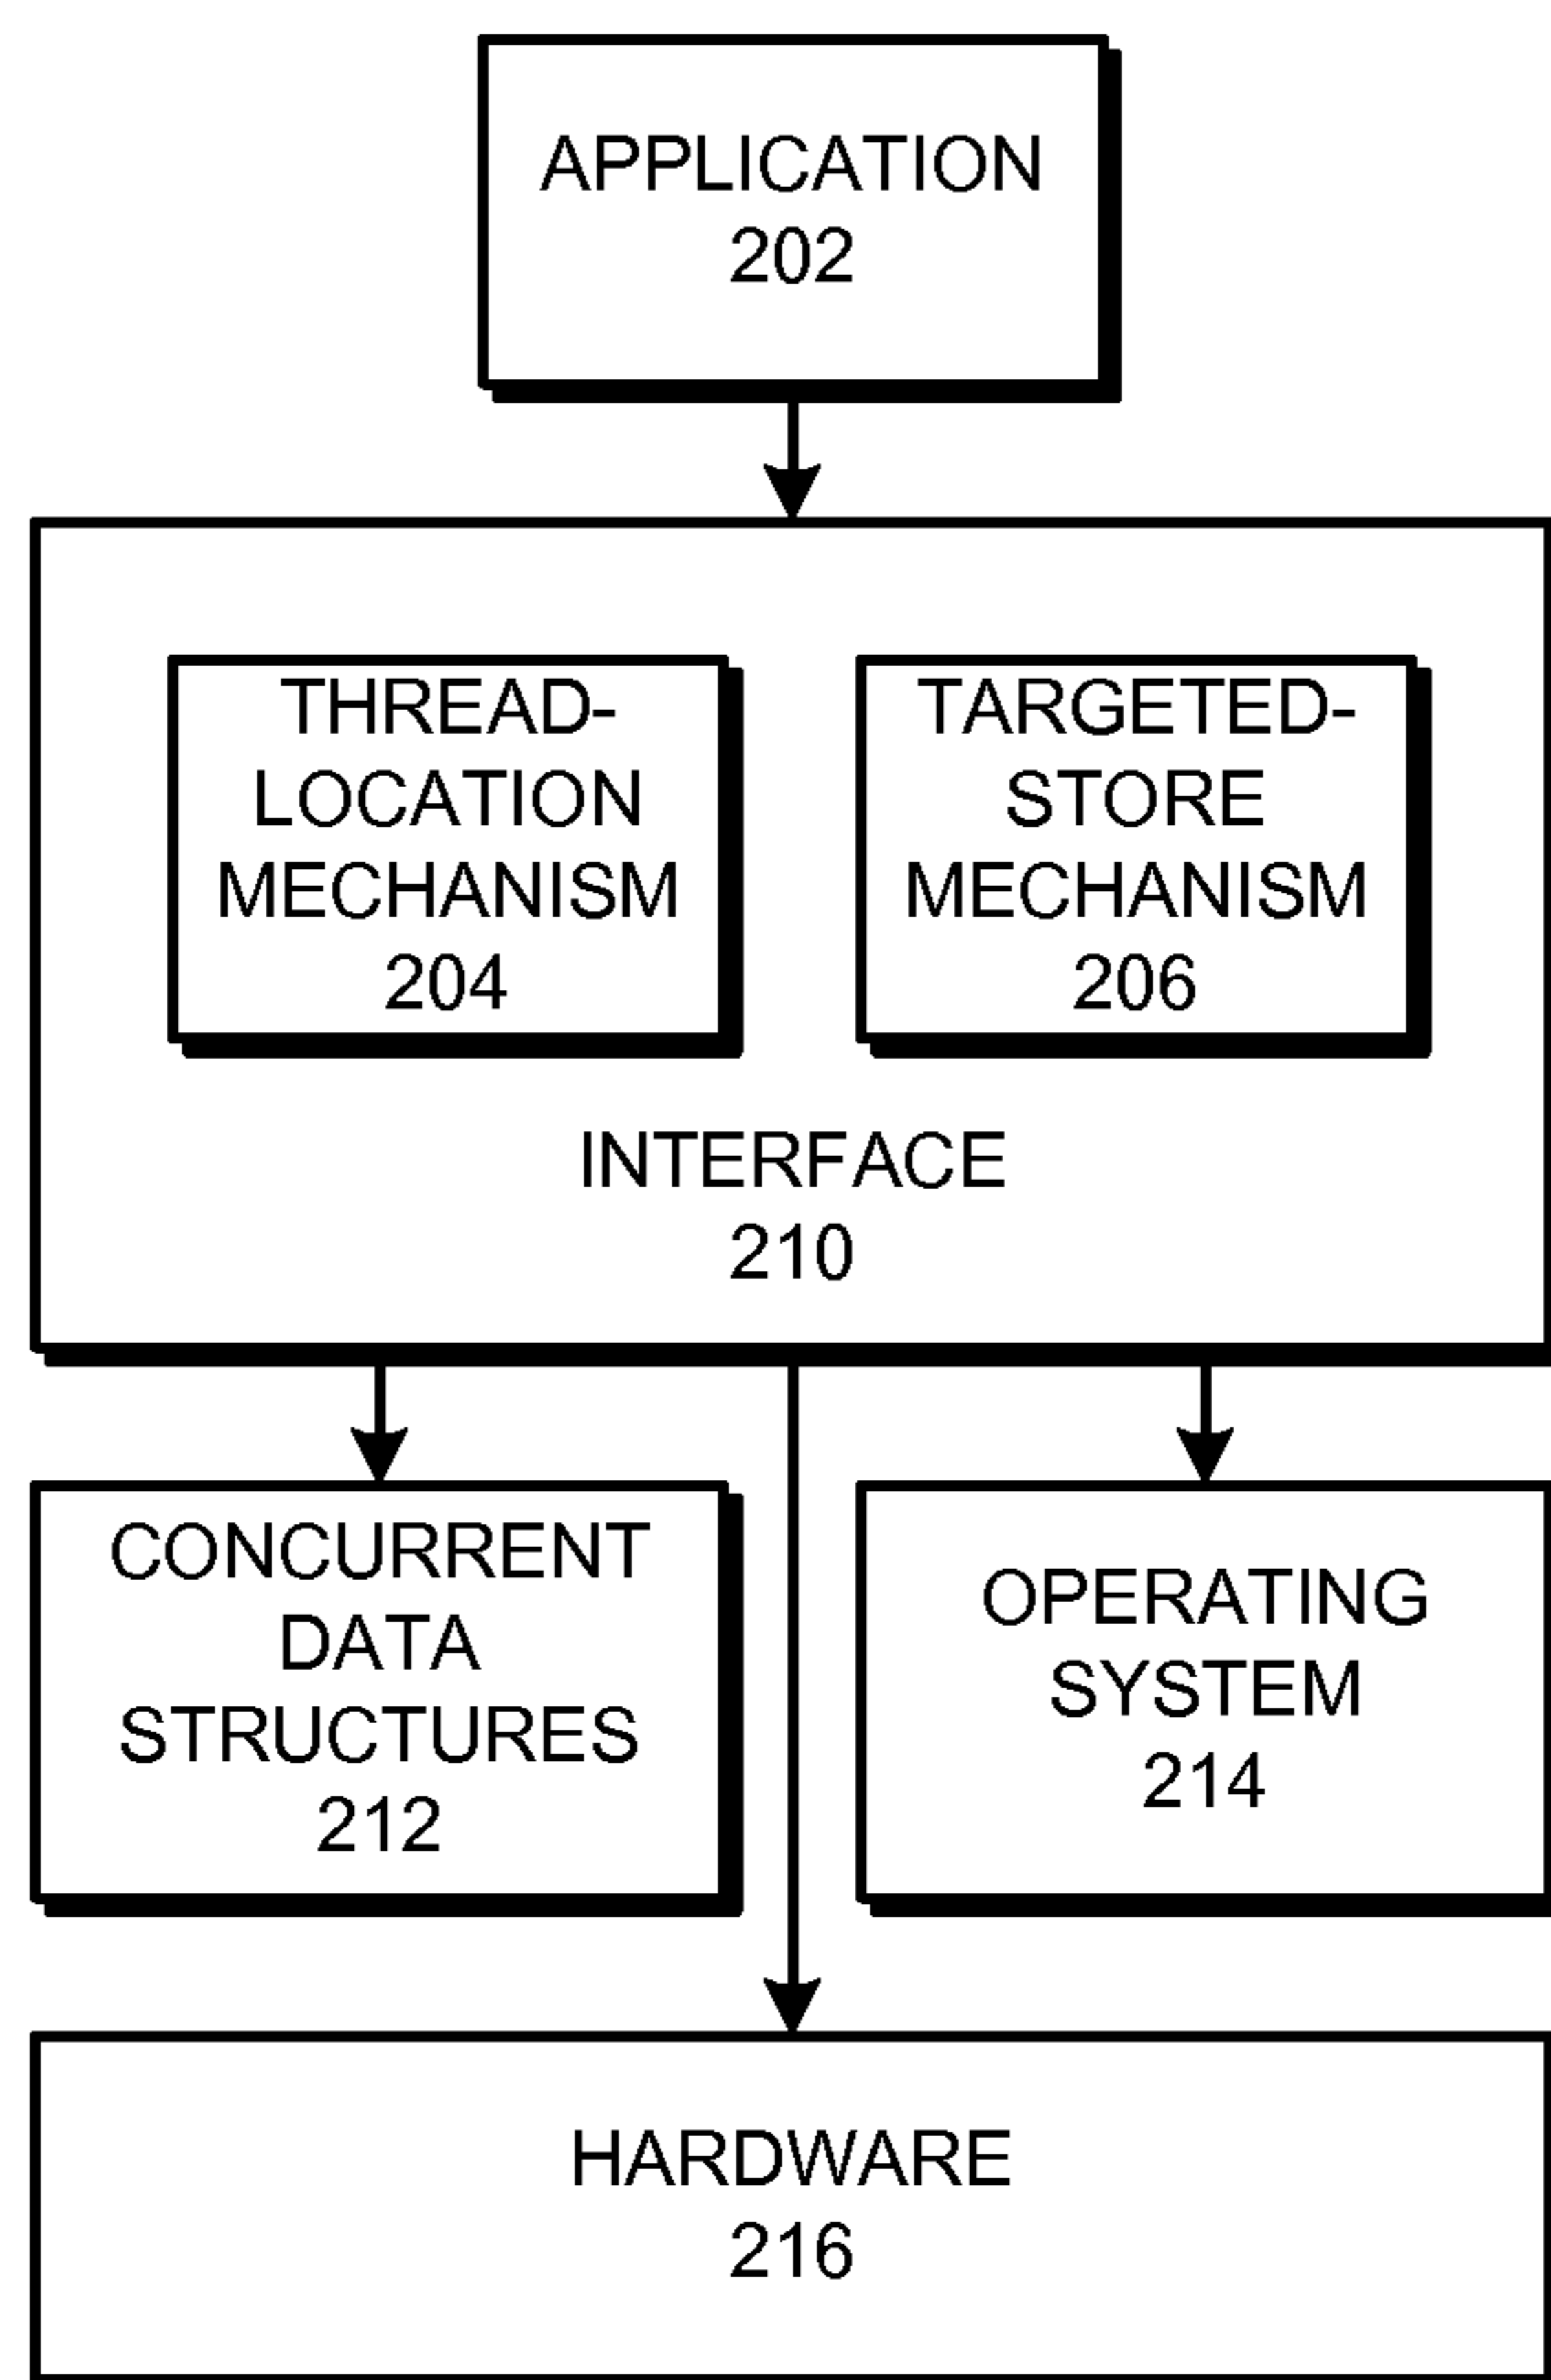 APPLICATION
202
THREAD-
LOCATION
MECHANISM
204
TARGETED-
STORE
MECHANISM
206
INTERFACE
210
CONCURRENT
DATA
STRUCTURES
212
OPERATING
SYSTEM
214
HARDWARE
216